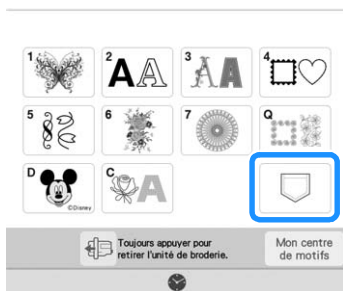 1 2 AA 3 AA 4
5 6 7 Q
D ©Disney C A
Toujours appuyer pour
retirer l'unité de broderie.
Mon centre
de motifs